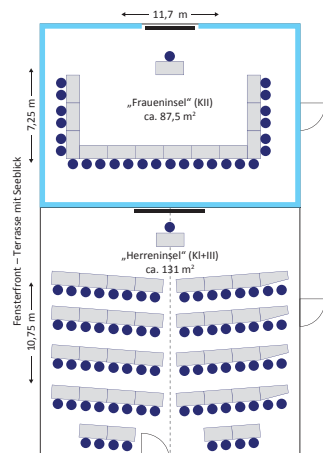 11,7 m
„Fraueninsel“ (KII)
ca. 87,5 m²
7,25 m
Fensterfront – Terrasse mit Seeblick
„Herreninsel“ (KI+III)
ca. 131 m²
10,75 m